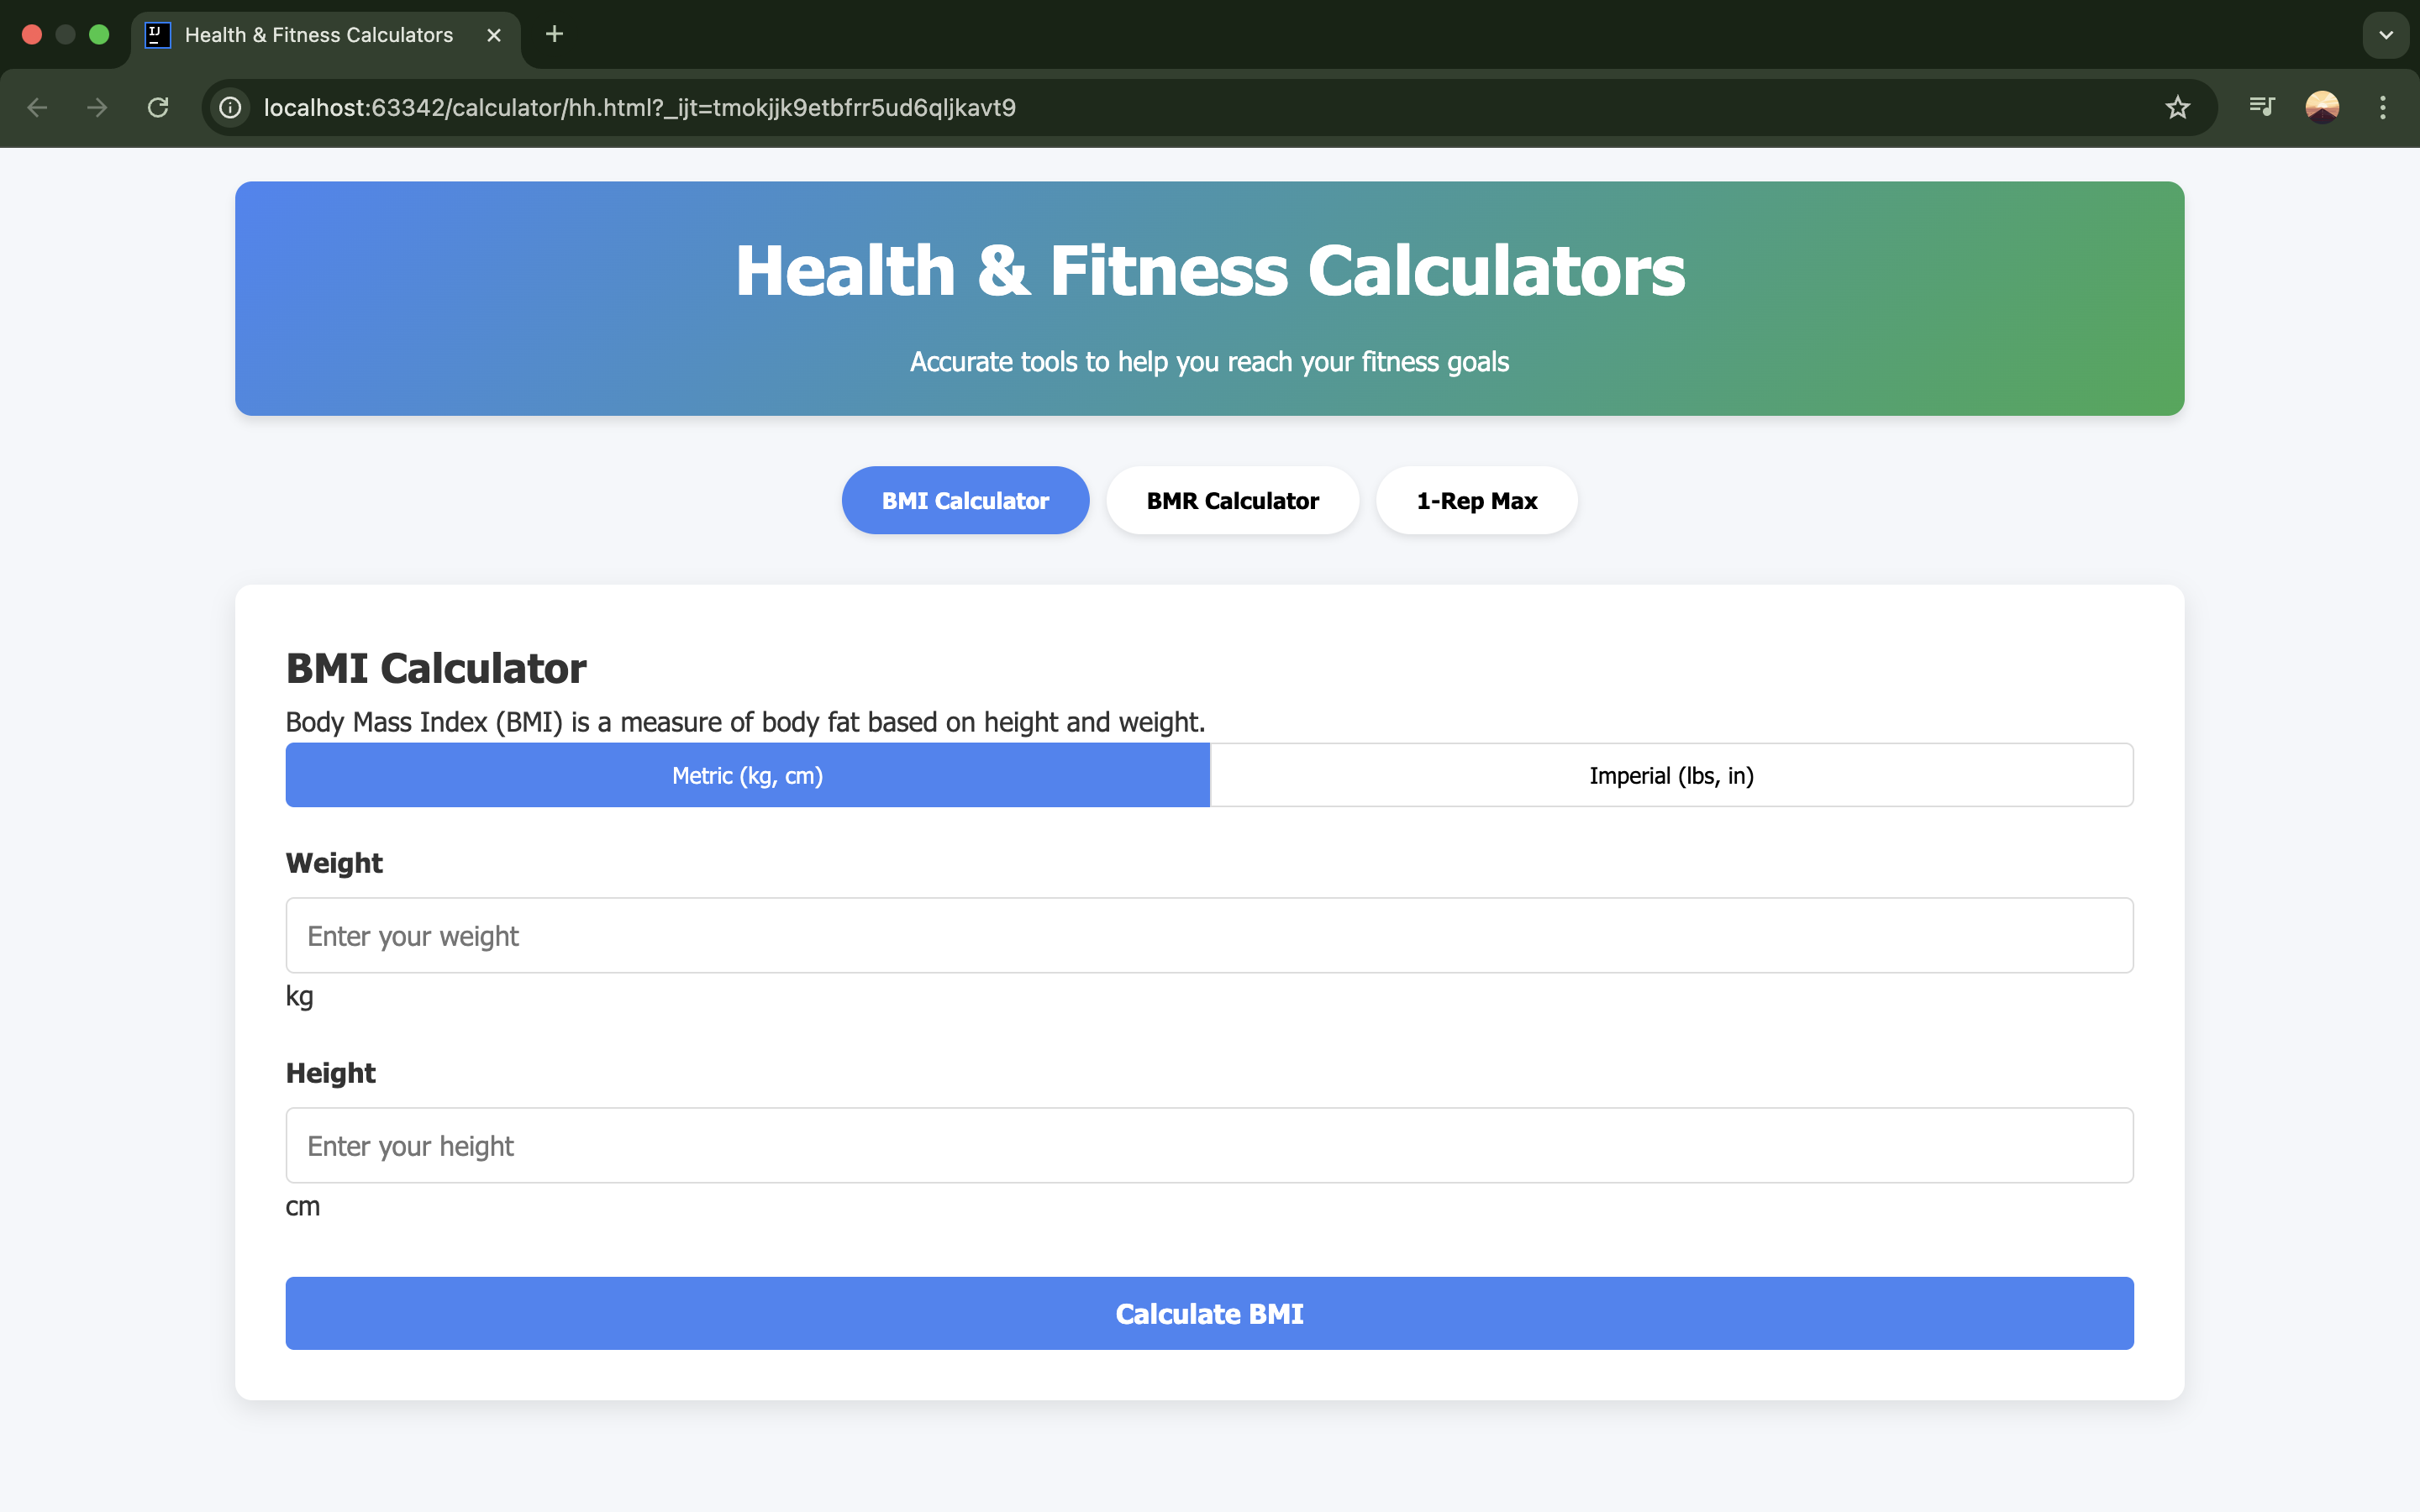 Health & Fitness Calculators
localhost:63342/calculator/hh.html?_ijt=tmokjjk9etbfrr5ud6qljkavt9
Health & Fitness Calculators
Accurate tools to help you reach your fitness goals
BMI Calculator
BMR Calculator
1-Rep Max
BMI Calculator
Body Mass Index (BMI) is a measure of body fat based on height and weight.
Metric (kg, cm)
Imperial (lbs, in)
Weight
Enter your weight
kg
Height
Enter your height
cm
Calculate BMI